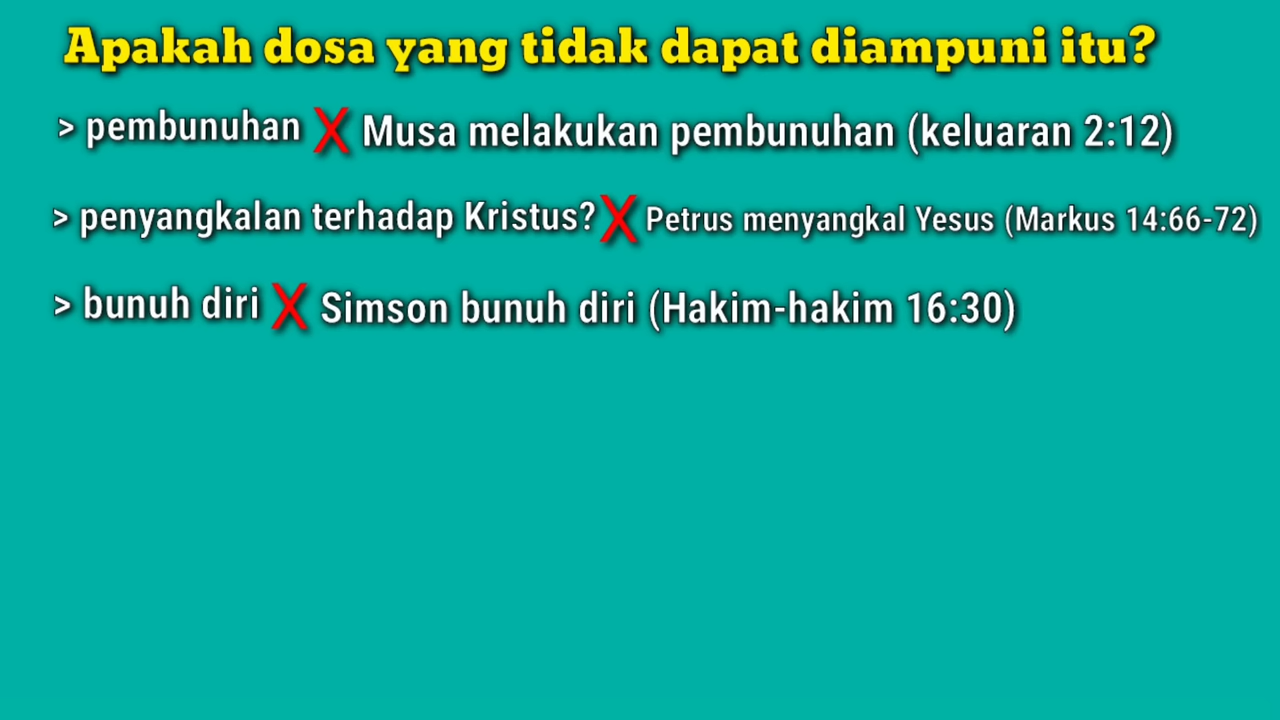 Apakah dosa yang tidak dapat diampuni itu?
> pembunuhan X Musa melakukan pembunuhan (keluaran 2:12)
> penyangkalan terhadap Kristus? X Petrus menyangkal Yesus (Markus 14:66-72)
> bunuh diri X Simson bunuh diri (Hakim-hakim 16:30)